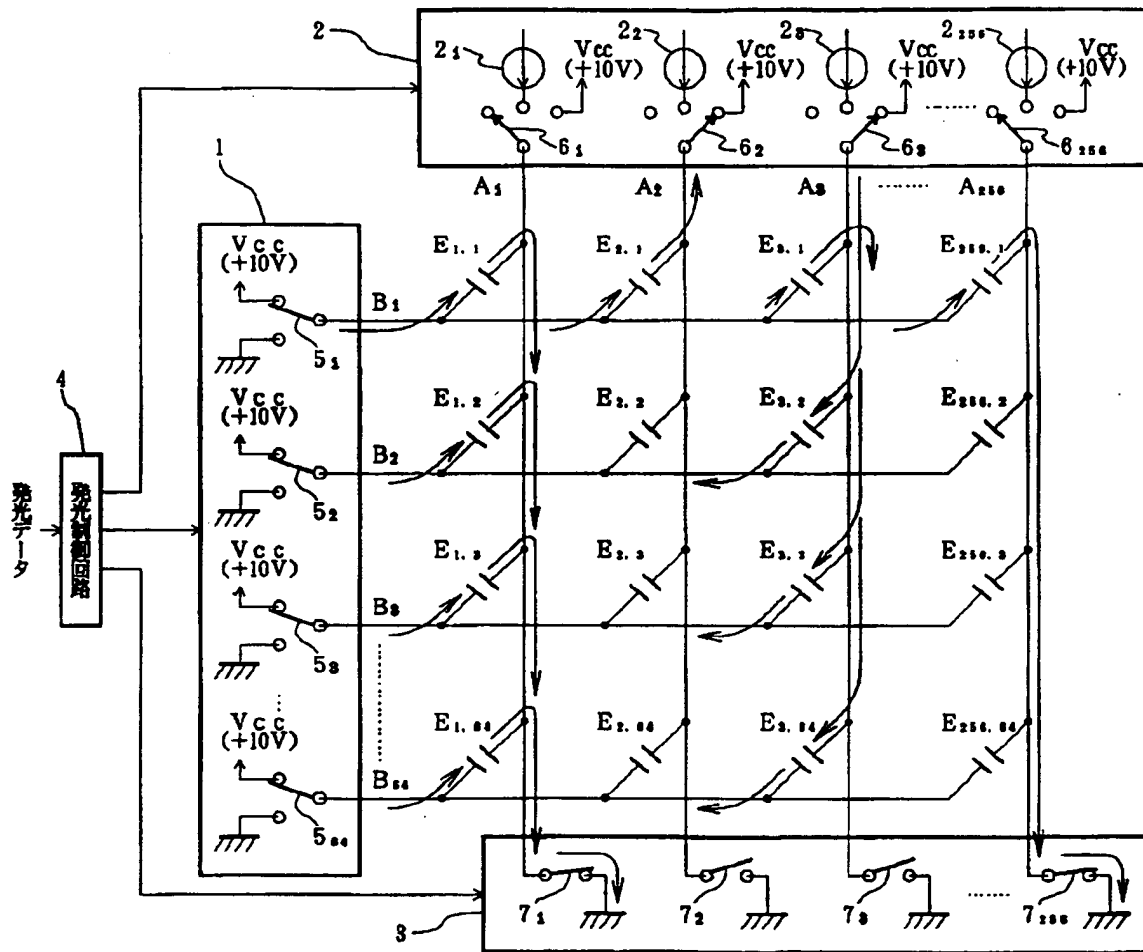 2
2₁ Vcc (+10V) 2₂ Vcc (+10V) 2₃ Vcc (+10V) 2₂₅₆ Vcc (+10V)
6₁ 6₂ 6₃ 6₂₅₆
1
A₁ A₂ A₃ A₂₅₆
Vcc
(+10V)
E₁.₁ E₂.₁ E₃.₁ E₂₅₆.₁
B₁
5₁
4
Vcc
(+10V)
E₁.₂ E₂.₂ E₃.₂ E₂₅₆.₂
B₂
5₂
発光データ
発光制御回路
Vcc
(+10V)
E₁.₃ E₂.₃ E₃.₃ E₂₅₆.₃
B₃
5₃
Vcc
(+10V)
E₁.₆₄ E₂.₆₄ E₃.₆₄ E₂₅₆.₆₄
B₆₄
5₆₄
7₁ 7₂ 7₃ 7₂₅₆
3